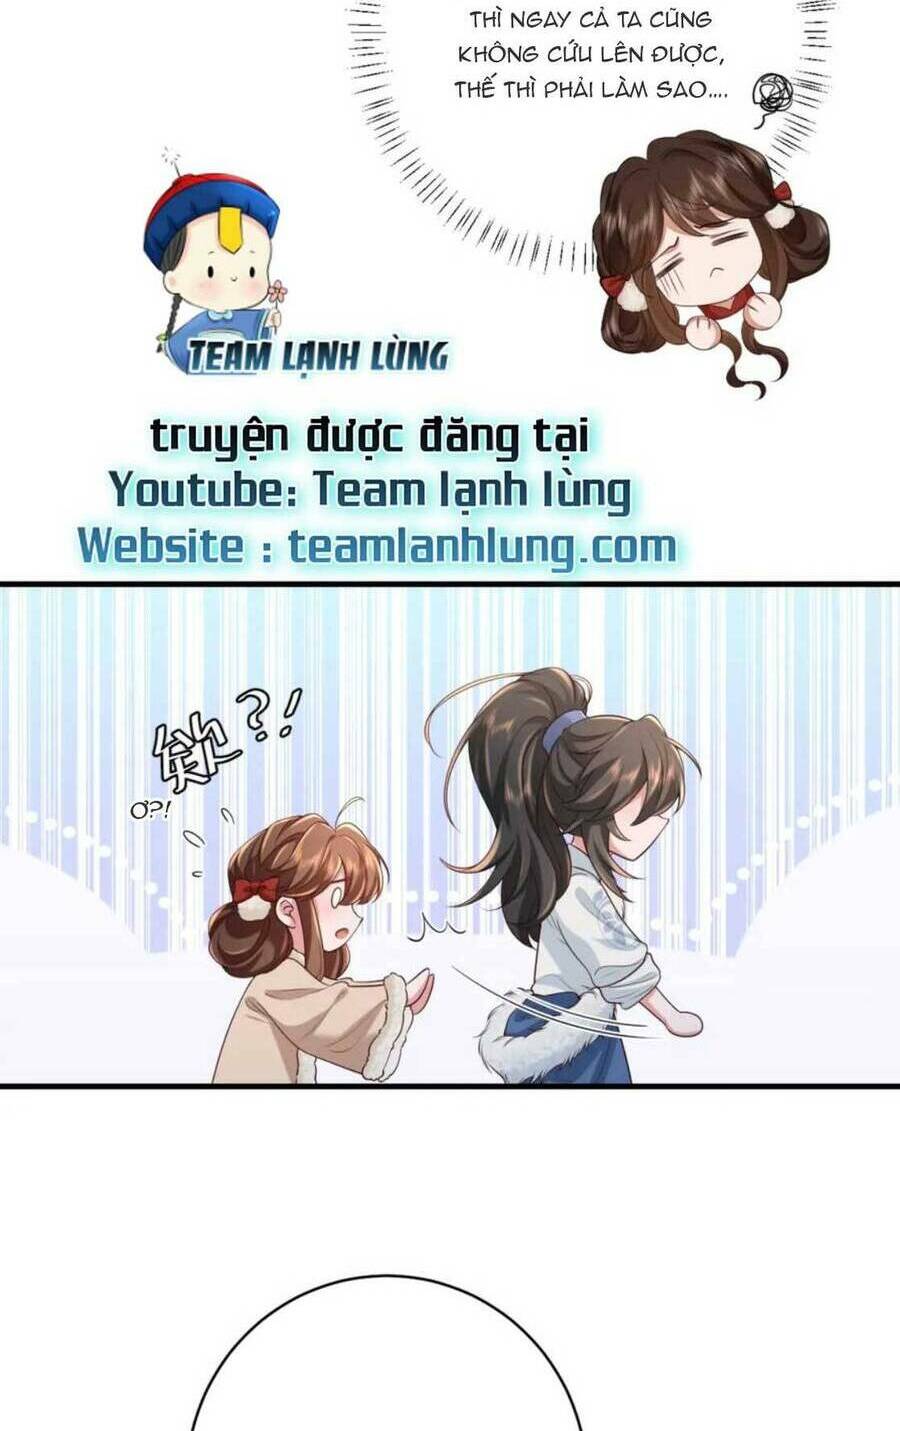 THÌ NGAY CẢ TA CŨNG
KHÔNG CỨU LÊN ĐƯỢC,
THẾ THÌ PHẢI LÀM SAO....
TEAM LẠNH LÙNG
truyện được đăng tại
Youtube: Team lạnh lùng
Website : teamlanhlung.com
欸?!
Ơ?!